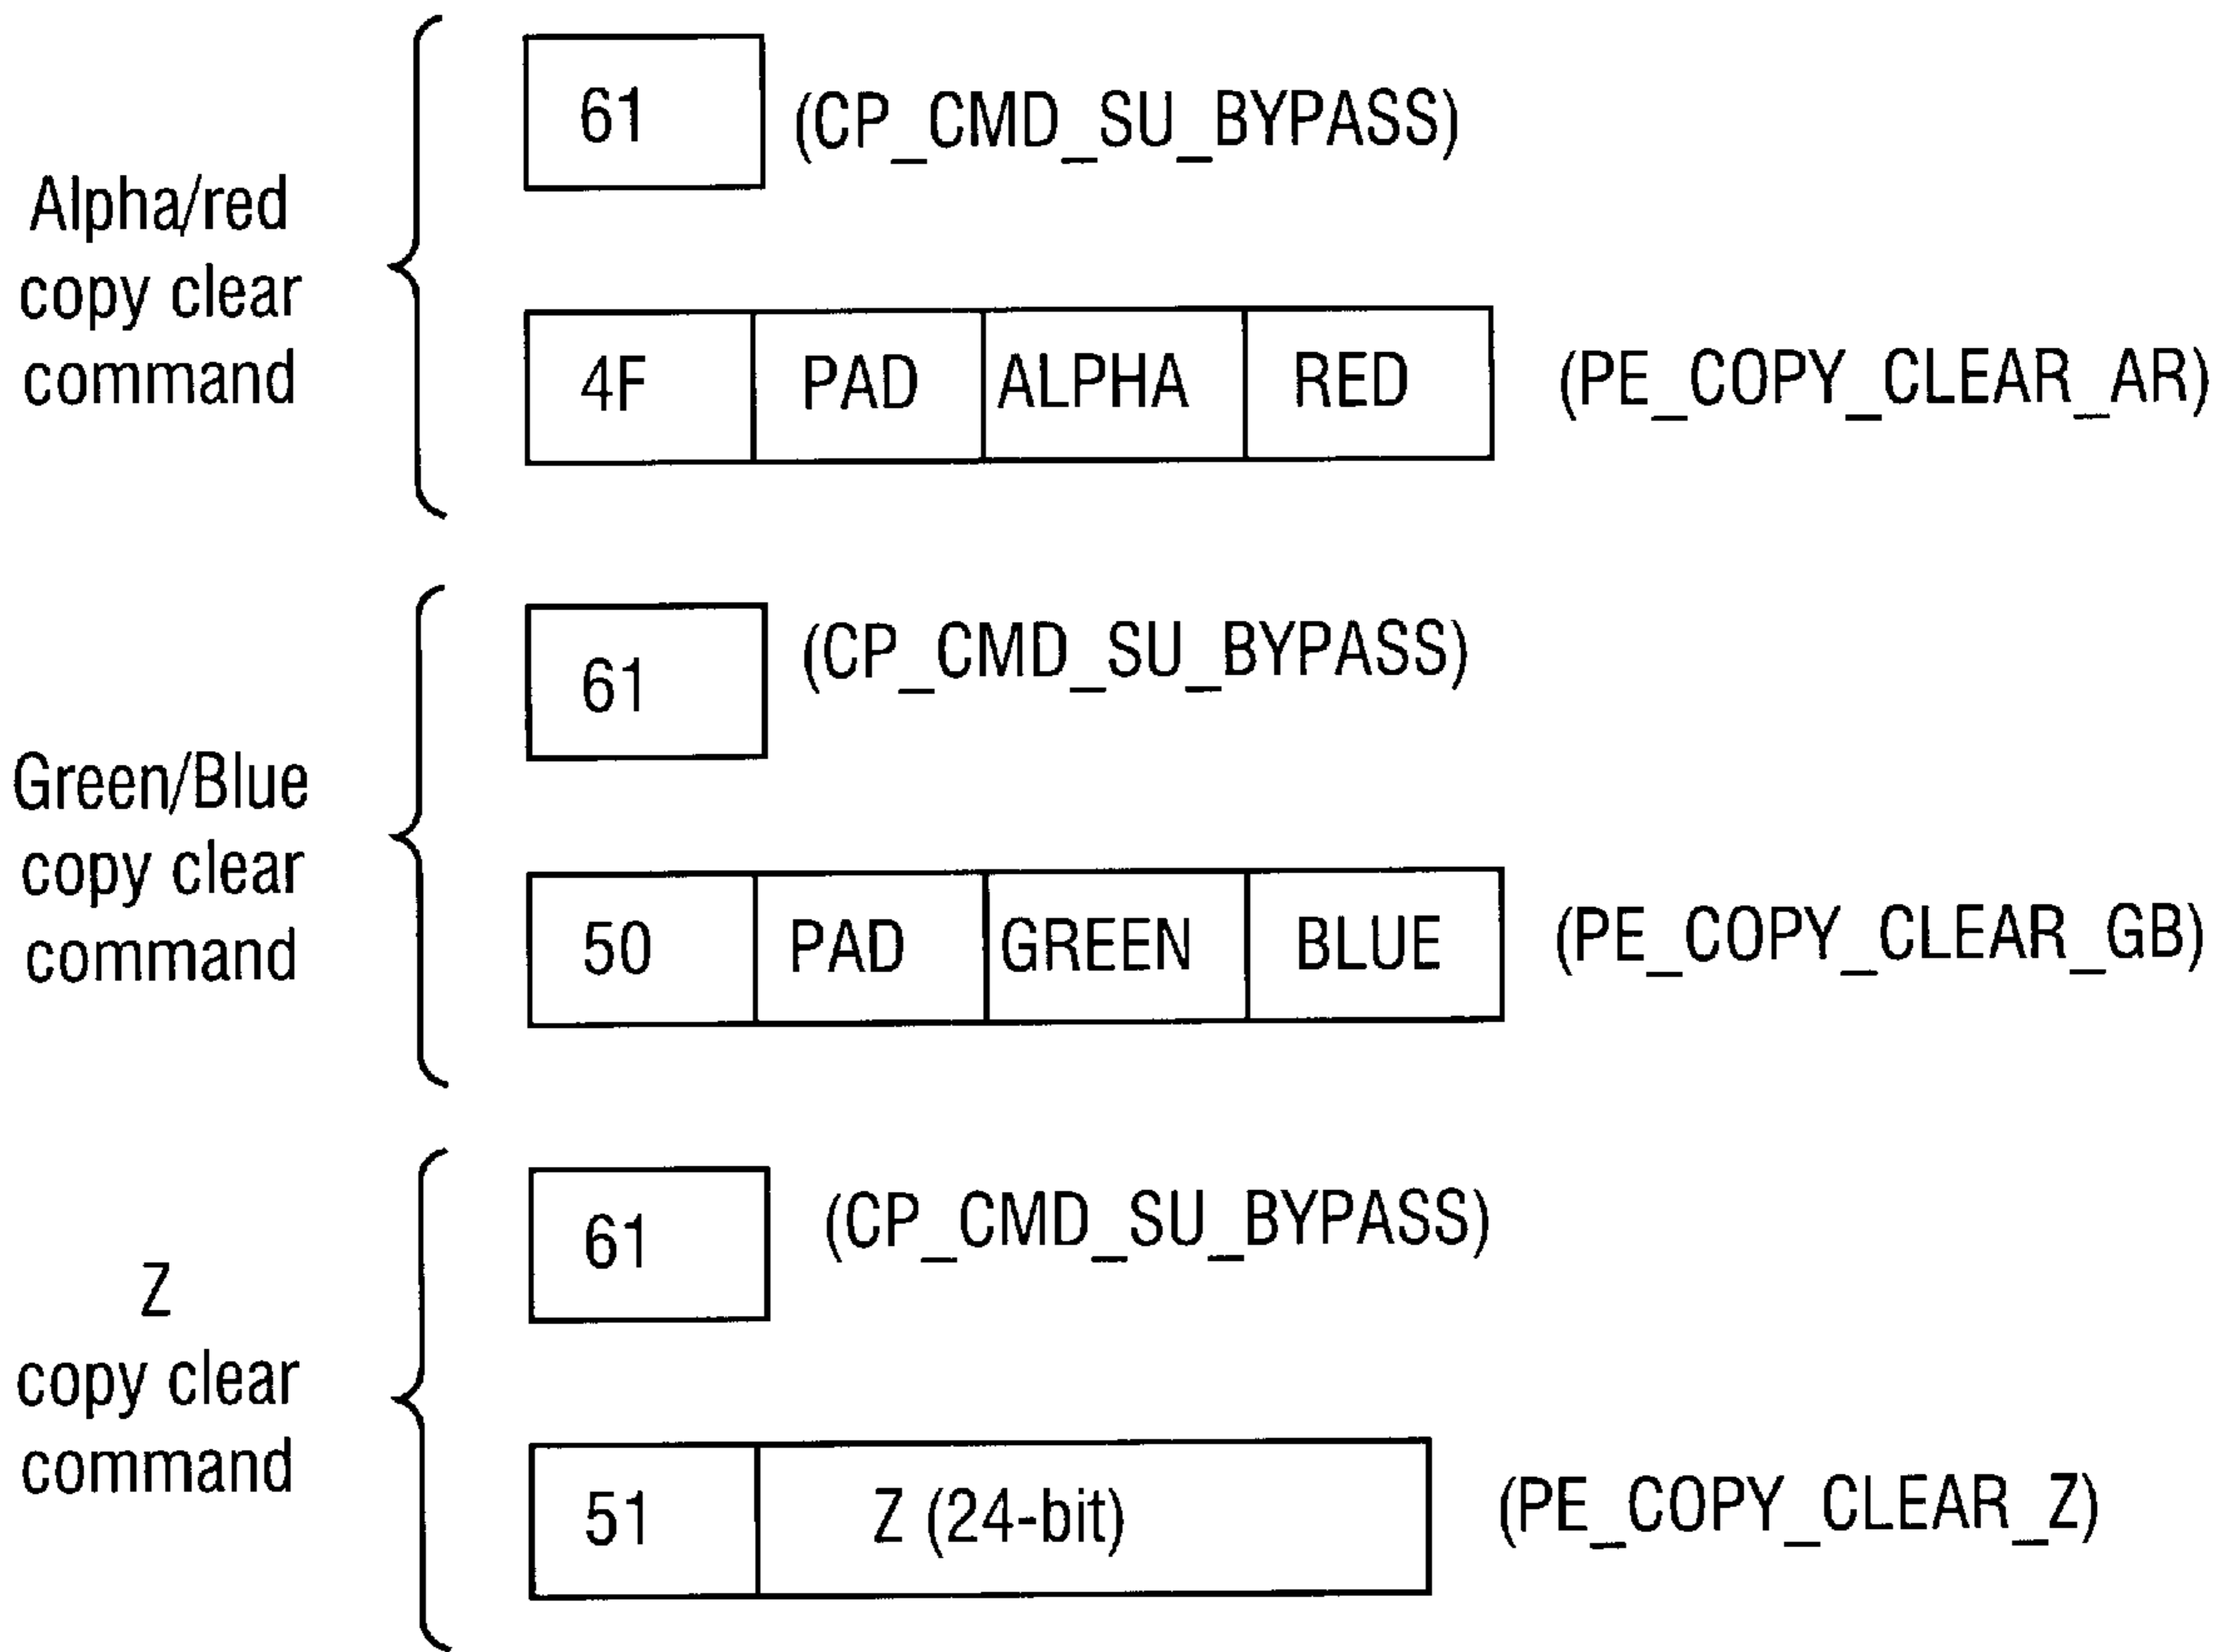 Alpha/red
copy clear
command
61 (CP_CMD_SU_BYPASS)
4F PAD ALPHA RED (PE_COPY_CLEAR_AR)
Green/Blue
copy clear
command
61 (CP_CMD_SU_BYPASS)
50 PAD GREEN BLUE (PE_COPY_CLEAR_GB)
Z
copy clear
command
61 (CP_CMD_SU_BYPASS)
51 Z (24-bit) (PE_COPY_CLEAR_Z)